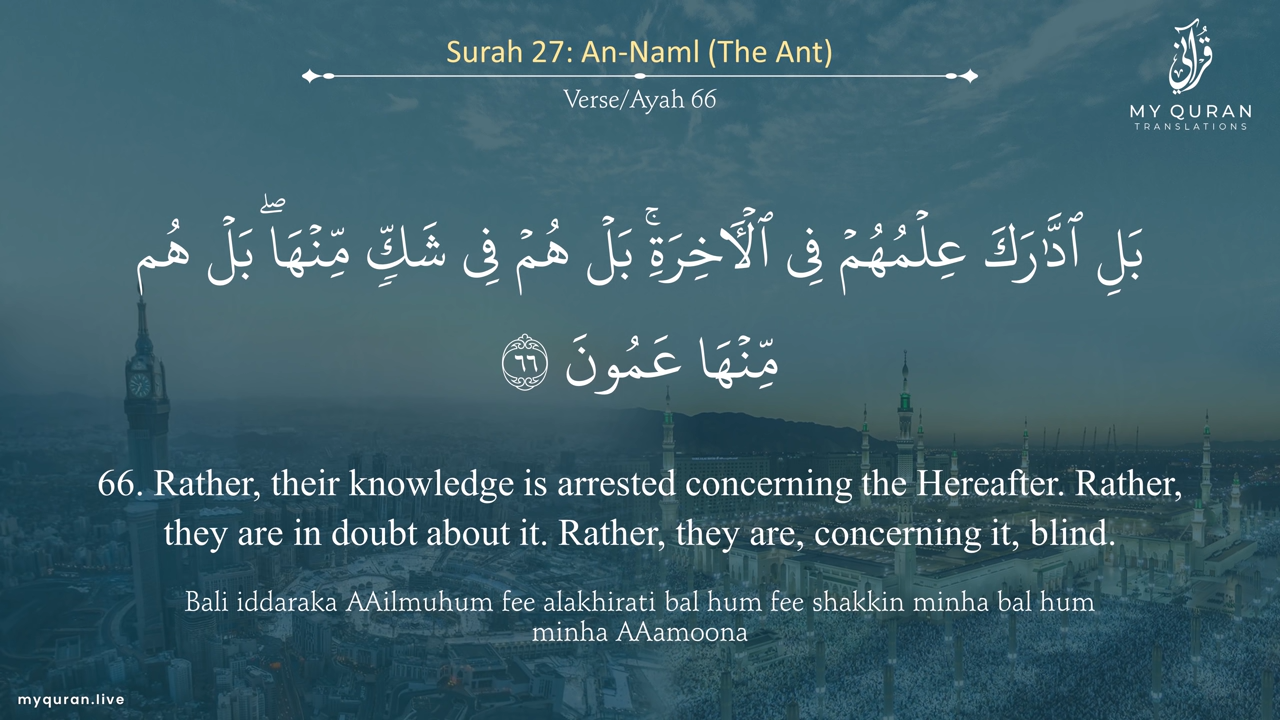 Surah 27: An-Naml (The Ant)
Verse/Ayah 66
قرآني
MY QURAN
TRANSLATIONS
بَلِ ٱدَّٰرَكَ عِلْمُهُمْ فِى ٱلْـَٔاخِرَةِ ۚ بَلْ هُمْ فِى شَكٍّ مِّنْهَا ۖ بَلْ هُم
مِّنْهَا عَمُونَ ٦٦
66. Rather, their knowledge is arrested concerning the Hereafter. Rather,
they are in doubt about it. Rather, they are, concerning it, blind.
Bali iddaraka AAilmuhum fee alakhirati bal hum fee shakkin minha bal hum
minha AAamoona
myquran.live